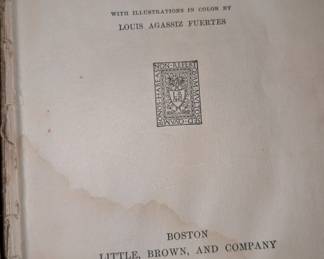 WITH ILLUSTRATIONS IN COLOR BY
LOUIS AGASSIZ FUERTES
BOSTON
LITTLE, BROWN, AND COMPANY